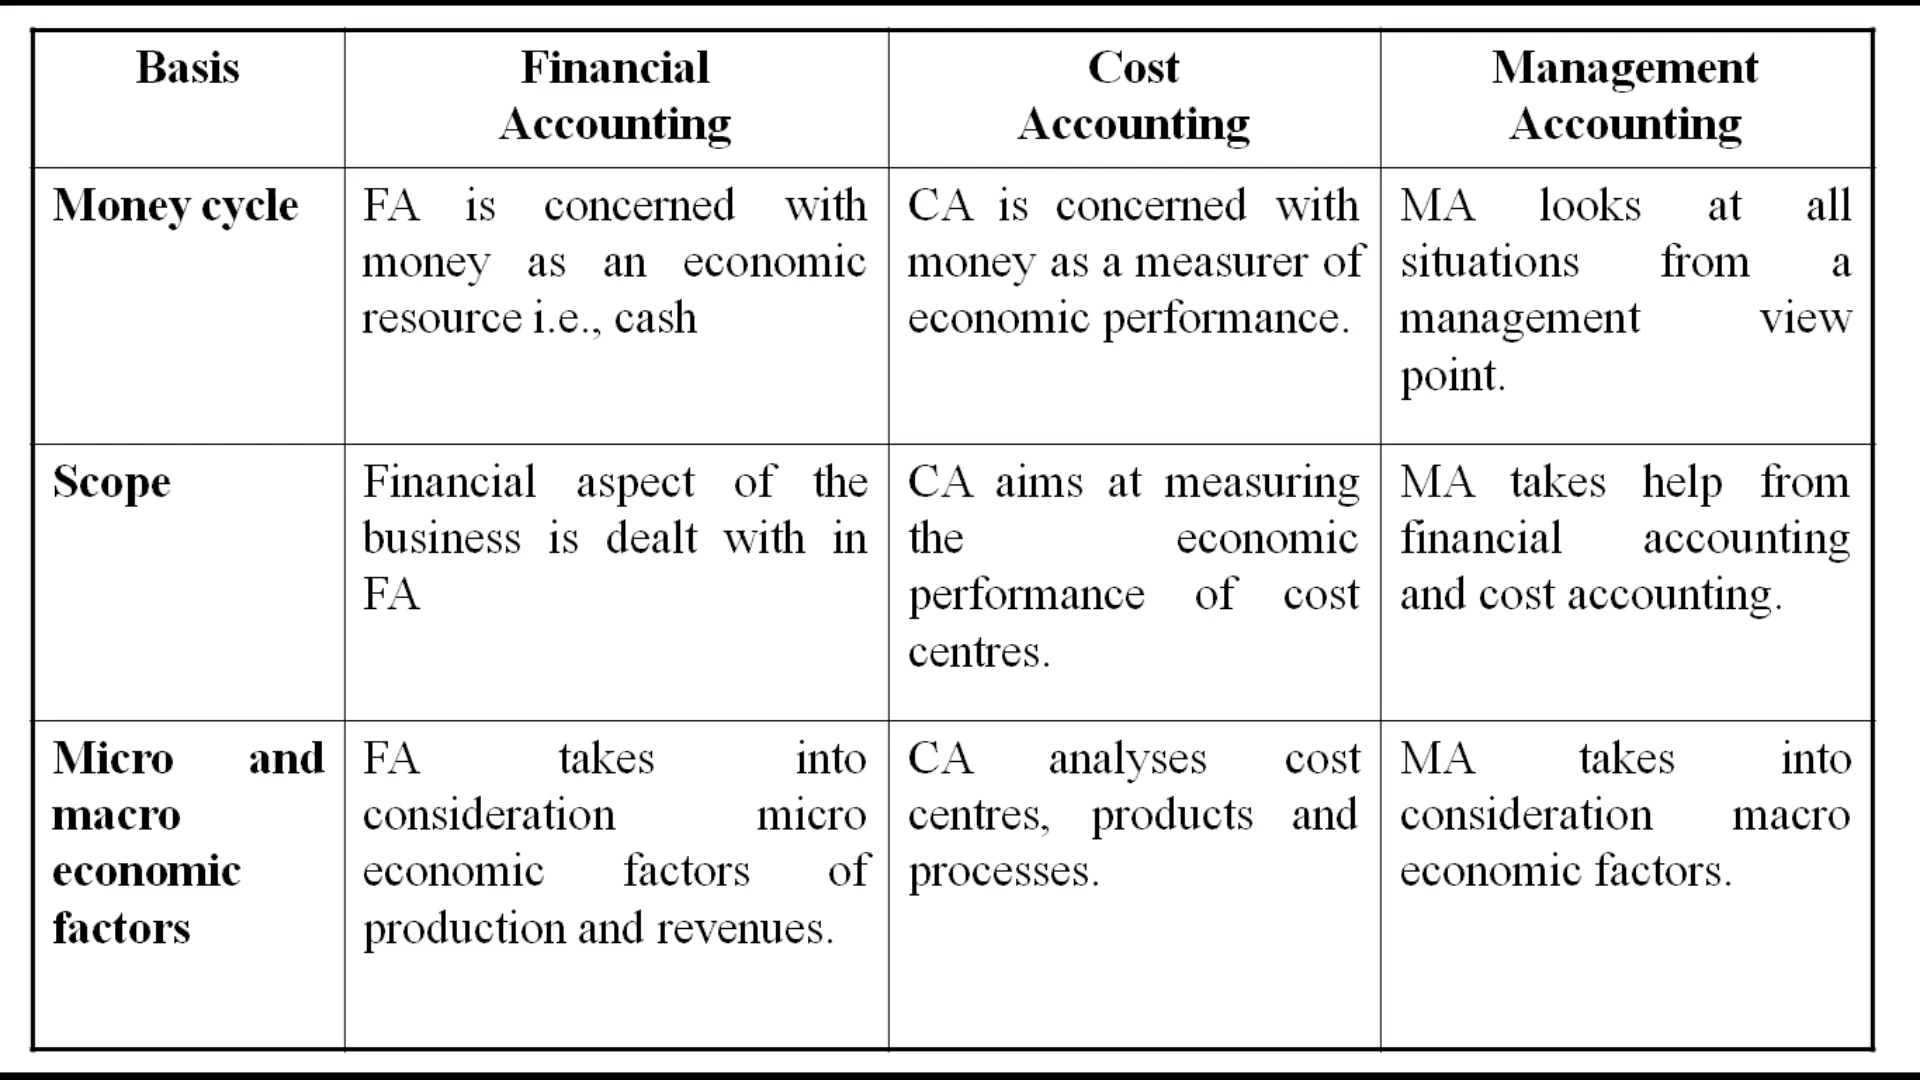 Basis
Financial
Accounting
Cost
Accounting
Management
Accounting
Money cycle
FA is concerned with
money as an economic
resource i.e., cash
CA is concerned with
money as a measurer of
economic performance.
MA looks at all
situations from a
management view
point.
Scope
Financial aspect of the
business is dealt with in
FA
CA aims at measuring
the economic
performance of cost
centres.
MA takes help from
financial accounting
and cost accounting.
Micro and
macro
economic
factors
FA takes into
consideration micro
economic factors of
production and revenues.
CA analyses cost
centres, products and
processes.
MA takes into
consideration macro
economic factors.